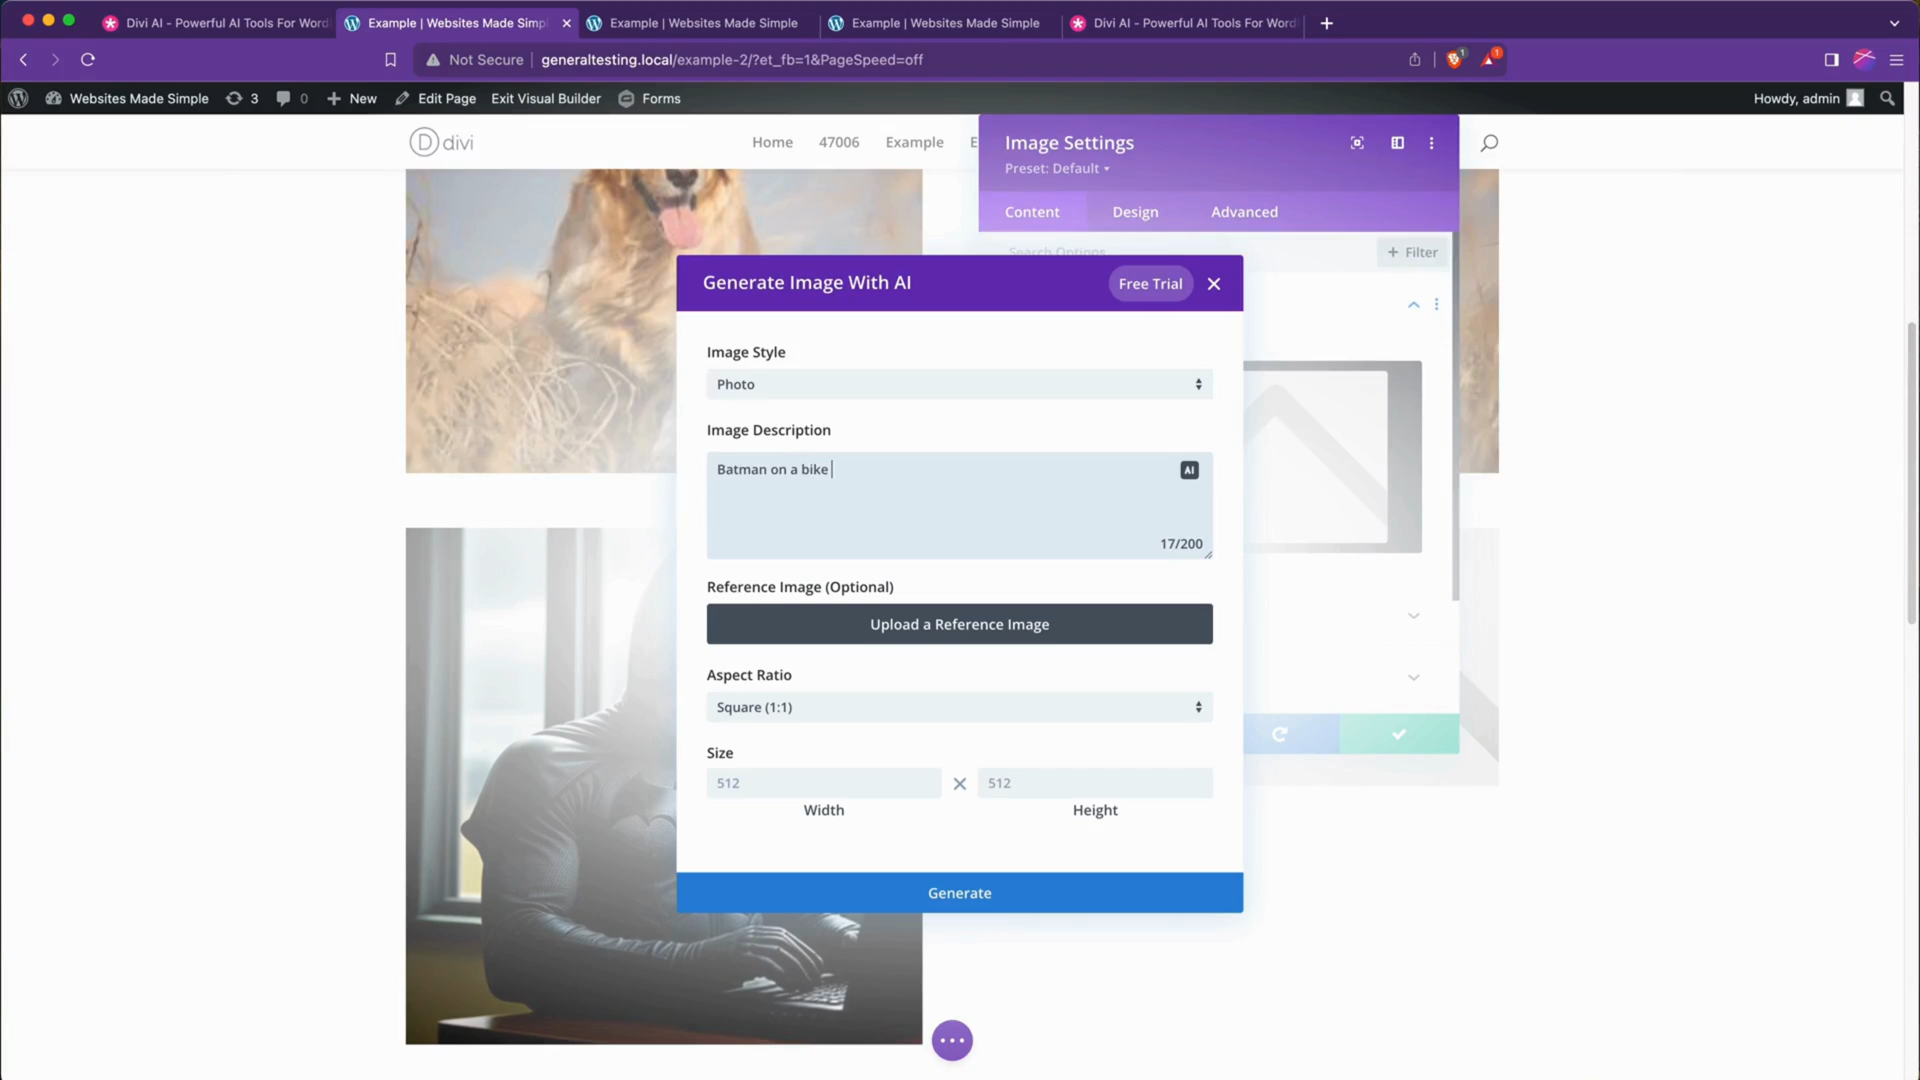 Divi AI - Powerful AI Tools For Word
Example | Websites Made Simpl
Example | Websites Made Simple
Example | Websites Made Simple
Divi AI - Powerful AI Tools For Word
Not Secure generaltesting.local/example-2/?et_fb=1&PageSpeed=off
1
1
Websites Made Simple 3 0 New Edit Page Exit Visual Builder Forms Howdy, admin
D divi Home 47006 Example E
Image Settings
Preset: Default
Content Design Advanced
Search Options
+ Filter
Generate Image With AI Free Trial
Image Style
Photo
Image Description
Batman on a bike
AI
17/200
Reference Image (Optional)
Upload a Reference Image
Aspect Ratio
Square (1:1)
Size
512 512
Width Height
Generate